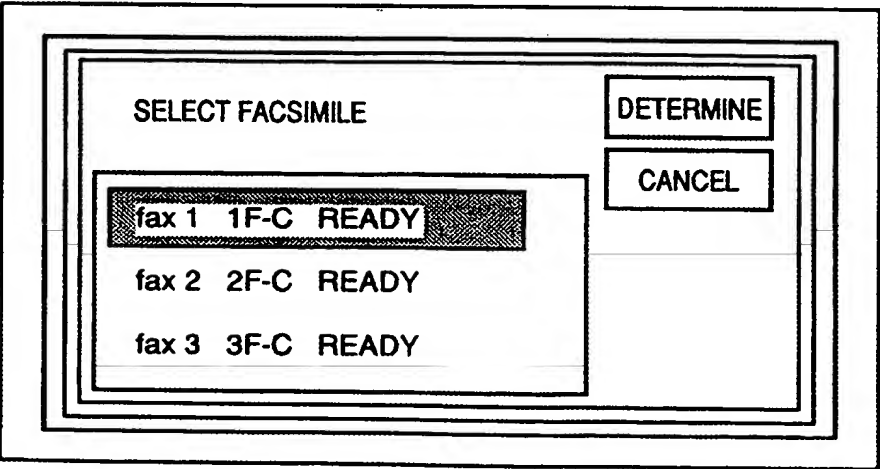 SELECT FACSIMILE
DETERMINE
CANCEL
fax 1 1F-C READY
fax 2 2F-C READY
fax 3 3F-C READY